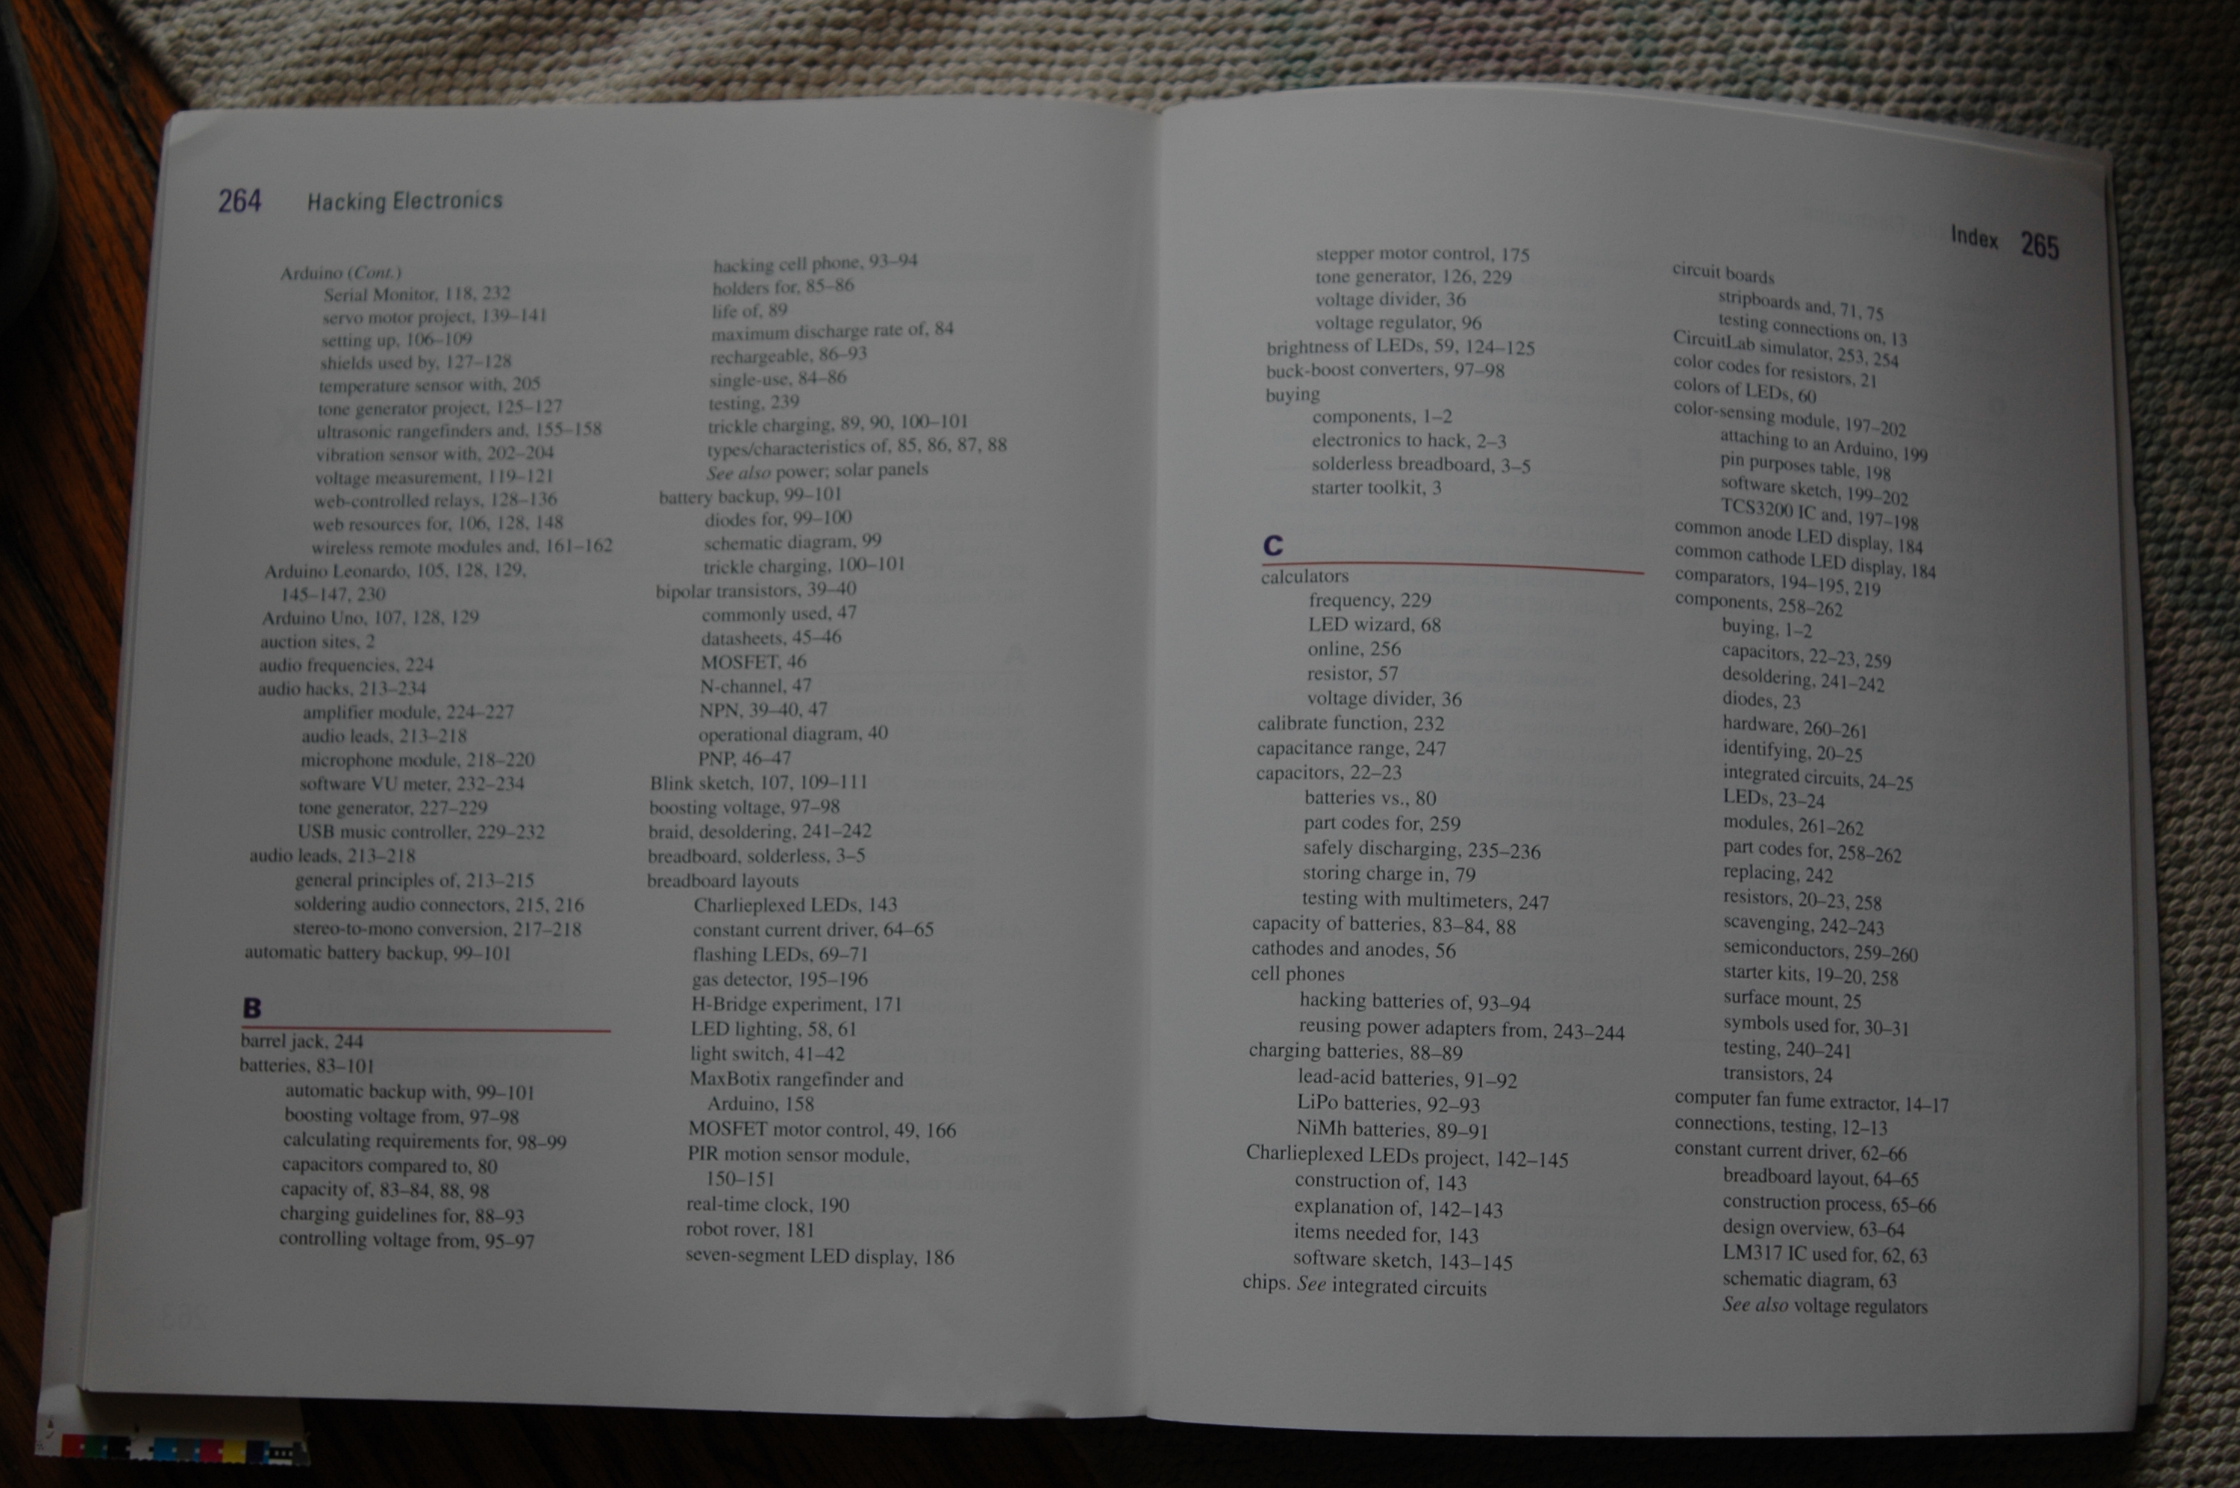 264 Hacking Electronics
Arduino (Cont.)
Serial Monitor, 118, 232
servo motor project, 139–141
setting up, 106–109
shields used by, 127–128
temperature sensor with, 205
tone generator project, 125–127
ultrasonic rangefinders and, 155–158
vibration sensor with, 202–204
voltage measurement, 119–121
web-controlled relays, 128–136
web resources for, 106, 128, 148
wireless remote modules and, 161–162
Arduino Leonardo, 105, 128, 129,
145–147, 230
Arduino Uno, 107, 128, 129
auction sites, 2
audio frequencies, 224
audio hacks, 213–234
amplifier module, 224–227
audio leads, 213–218
microphone module, 218–220
software VU meter, 232–234
tone generator, 227–229
USB music controller, 229–232
audio leads, 213–218
general principles of, 213–215
soldering audio connectors, 215, 216
stereo-to-mono conversion, 217–218
automatic battery backup, 99–101
B
barrel jack, 244
batteries, 83–101
automatic backup with, 99–101
boosting voltage from, 97–98
calculating requirements for, 98–99
capacitors compared to, 80
capacity of, 83–84, 88, 98
charging guidelines for, 88–93
controlling voltage from, 95–97
hacking cell phone, 93–94
holders for, 85–86
life of, 89
maximum discharge rate of, 84
rechargeable, 86–93
single-use, 84–86
testing, 239
trickle charging, 89, 90, 100–101
types/characteristics of, 85, 86, 87, 88
See also power; solar panels
battery backup, 99–101
diodes for, 99–100
schematic diagram, 99
trickle charging, 100–101
bipolar transistors, 39–40
commonly used, 47
datasheets, 45–46
MOSFET, 46
N-channel, 47
NPN, 39–40, 47
operational diagram, 40
PNP, 46–47
Blink sketch, 107, 109–111
boosting voltage, 97–98
braid, desoldering, 241–242
breadboard, solderless, 3–5
breadboard layouts
Charlieplexed LEDs, 143
constant current driver, 64–65
flashing LEDs, 69–71
gas detector, 195–196
H-Bridge experiment, 171
LED lighting, 58, 61
light switch, 41–42
MaxBotix rangefinder and
Arduino, 158
MOSFET motor control, 49, 166
PIR motion sensor module,
150–151
real-time clock, 190
robot rover, 181
seven-segment LED display, 186
Index 265
stepper motor control, 175
tone generator, 126, 229
voltage divider, 36
voltage regulator, 96
brightness of LEDs, 59, 124–125
buck-boost converters, 97–98
buying
components, 1–2
electronics to hack, 2–3
solderless breadboard, 3–5
starter toolkit, 3
C
calculators
frequency, 229
LED wizard, 68
online, 256
resistor, 57
voltage divider, 36
calibrate function, 232
capacitance range, 247
capacitors, 22–23
batteries vs., 80
part codes for, 259
safely discharging, 235–236
storing charge in, 79
testing with multimeters, 247
capacity of batteries, 83–84, 88
cathodes and anodes, 56
cell phones
hacking batteries of, 93–94
reusing power adapters from, 243–244
charging batteries, 88–89
lead-acid batteries, 91–92
LiPo batteries, 92–93
NiMh batteries, 89–91
Charlieplexed LEDs project, 142–145
construction of, 143
explanation of, 142–143
items needed for, 143
software sketch, 143–145
chips. See integrated circuits
circuit boards
stripboards and, 71, 75
testing connections on, 13
CircuitLab simulator, 253, 254
color codes for resistors, 21
colors of LEDs, 60
color-sensing module, 197–202
attaching to an Arduino, 199
pin purposes table, 198
software sketch, 199–202
TCS3200 IC and, 197–198
common anode LED display, 184
common cathode LED display, 184
comparators, 194–195, 219
components, 258–262
buying, 1–2
capacitors, 22–23, 259
desoldering, 241–242
diodes, 23
hardware, 260–261
identifying, 20–25
integrated circuits, 24–25
LEDs, 23–24
modules, 261–262
part codes for, 258–262
replacing, 242
resistors, 20–23, 258
scavenging, 242–243
semiconductors, 259–260
starter kits, 19–20, 258
surface mount, 25
symbols used for, 30–31
testing, 240–241
transistors, 24
computer fan fume extractor, 14–17
connections, testing, 12–13
constant current driver, 62–66
breadboard layout, 64–65
construction process, 65–66
design overview, 63–64
LM317 IC used for, 62, 63
schematic diagram, 63
See also voltage regulators